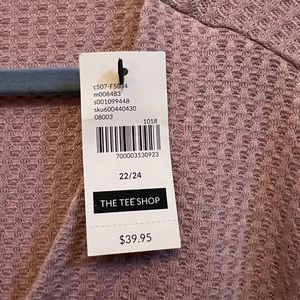 c507-F5034
m008483
s001099448
sku600440430
08003
1018
700003530923
22/24
THE TEE SHOP
$39.95